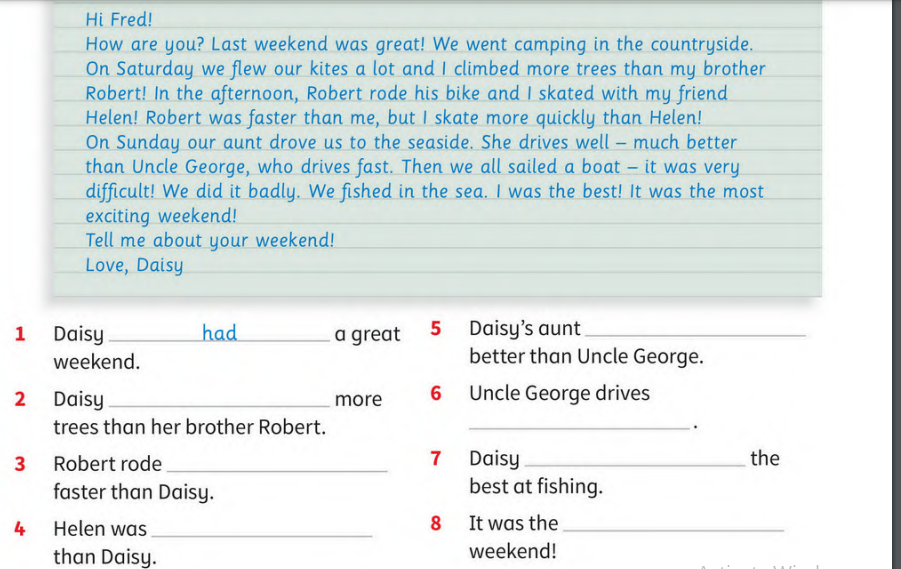 Hi Fred!
How are you? Last weekend was great! We went camping in the countryside.
On Saturday we flew our kites a lot and I climbed more trees than my brother
Robert! In the afternoon, Robert rode his bike and I skated with my friend
Helen! Robert was faster than me, but I skate more quickly than Helen!
On Sunday our aunt drove us to the seaside. She drives well – much better
than Uncle George, who drives fast. Then we all sailed a boat – it was very
difficult! We did it badly. We fished in the sea. I was the best! It was the most
exciting weekend!
Tell me about your weekend!
Love, Daisy
1 Daisy had a great
weekend.
2 Daisy ____ more
trees than her brother Robert.
3 Robert rode ____
faster than Daisy.
4 Helen was ____
than Daisy.
5 Daisy's aunt ____
better than Uncle George.
6 Uncle George drives
____.
7 Daisy ____ the
best at fishing.
8 It was the ____
weekend!